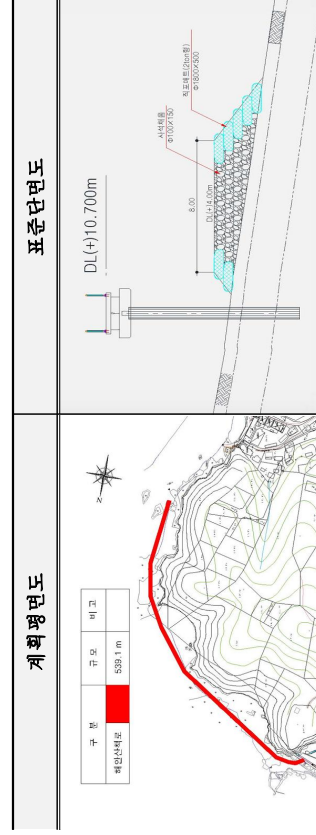 계획평면도
표준단면도
구 분
규 모
비 고
해안산책로
539.1 m
N
DL(+)10.700m
8.00
DL(+)14.00m
사석채움
Φ100X150
직포매트(2ton형)
Φ1800X500